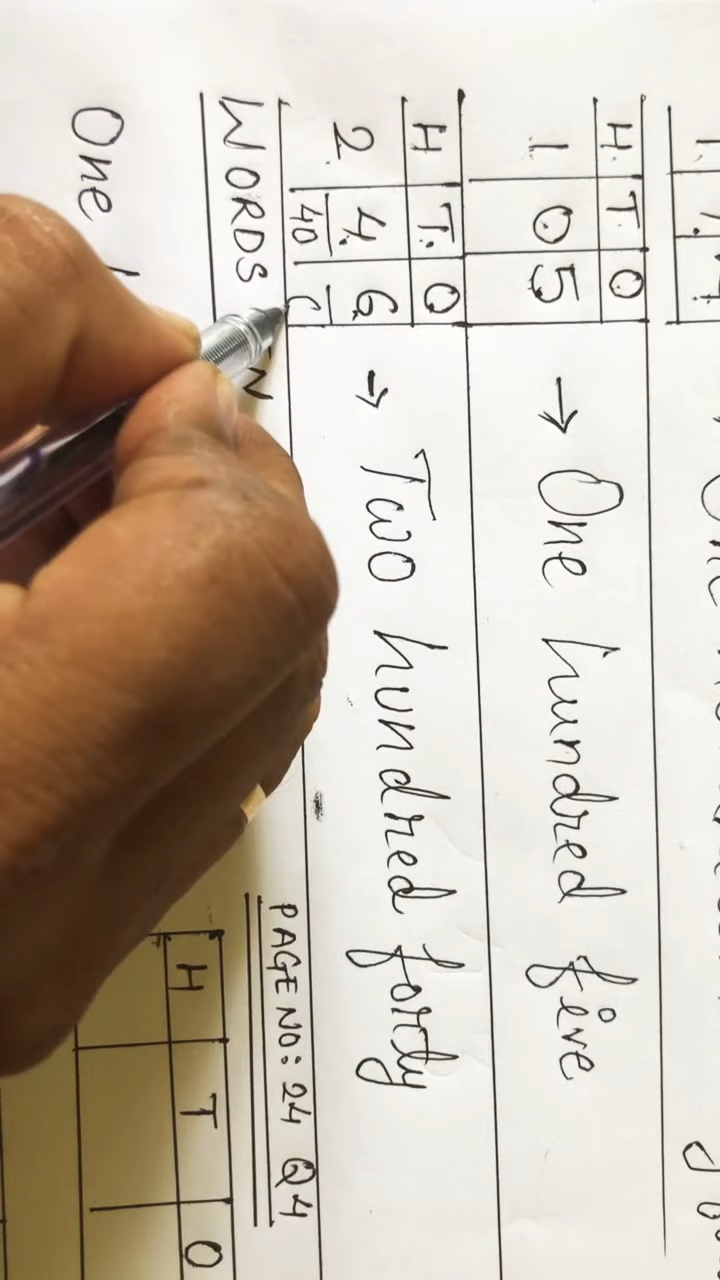 H. T. O
1 0 5 → One hundred five
H T. O
2 4 6 → Two hundred forty
40
WORDS
PAGE NO: 24 Q4
One
H T O